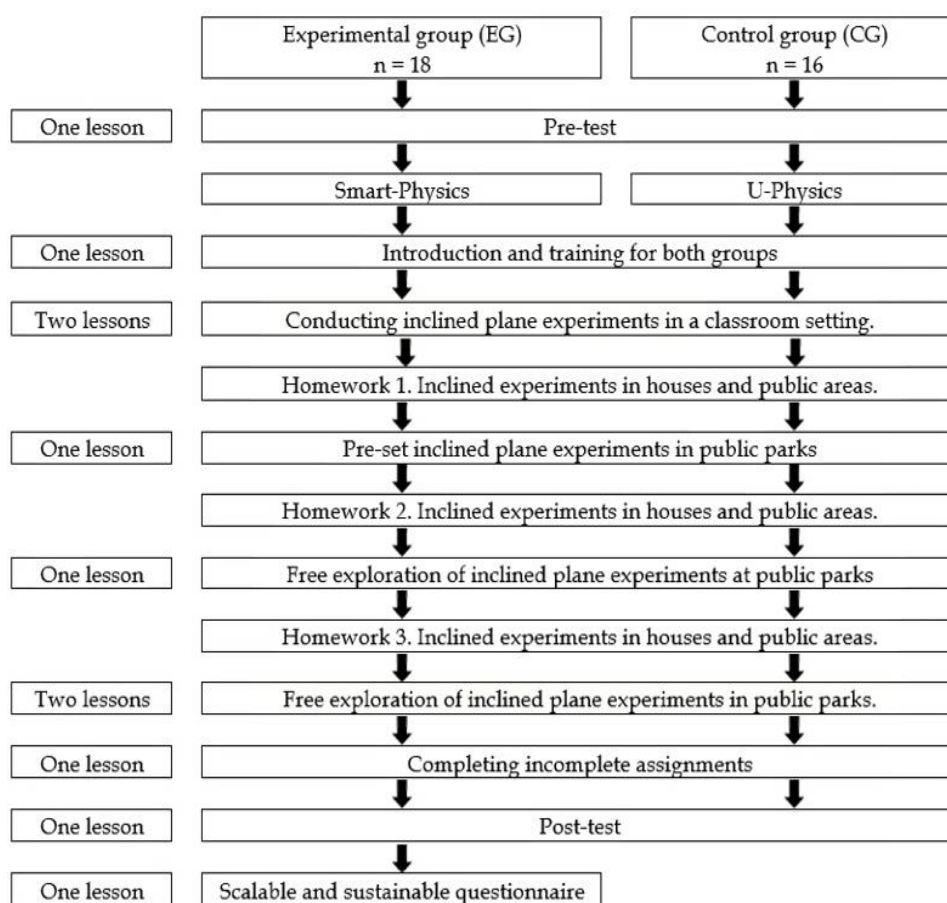 Experimental group (EG)
n = 18
Control group (CG)
n = 16
One lesson
Pre-test
Smart-Physics
U-Physics
One lesson
Introduction and training for both groups
Two lessons
Conducting inclined plane experiments in a classroom setting.
Homework 1. Inclined experiments in houses and public areas.
One lesson
Pre-set inclined plane experiments in public parks
Homework 2. Inclined experiments in houses and public areas.
One lesson
Free exploration of inclined plane experiments at public parks
Homework 3. Inclined experiments in houses and public areas.
Two lessons
Free exploration of inclined plane experiments in public parks.
One lesson
Completing incomplete assignments
One lesson
Post-test
One lesson
Scalable and sustainable questionnaire